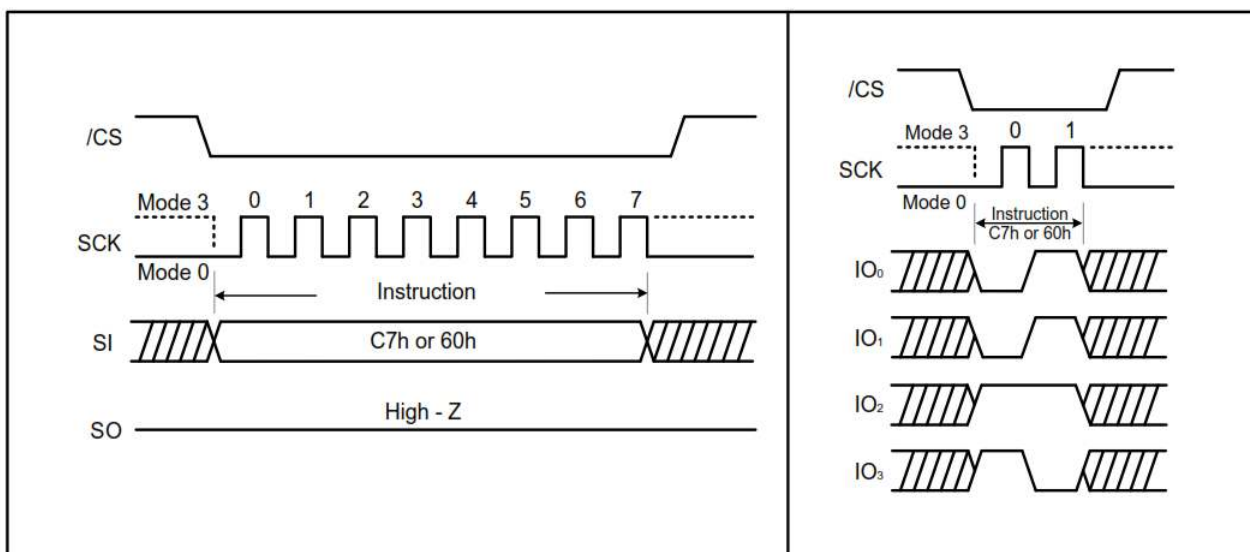 /CS
Mode 3 0 1 2 3 4 5 6 7
SCK
Mode 0
Instruction
SI C7h or 60h
High - Z
SO
/CS
Mode 3 0 1
SCK
Mode 0 Instruction
C7h or 60h
IO₀
IO₁
IO₂
IO₃